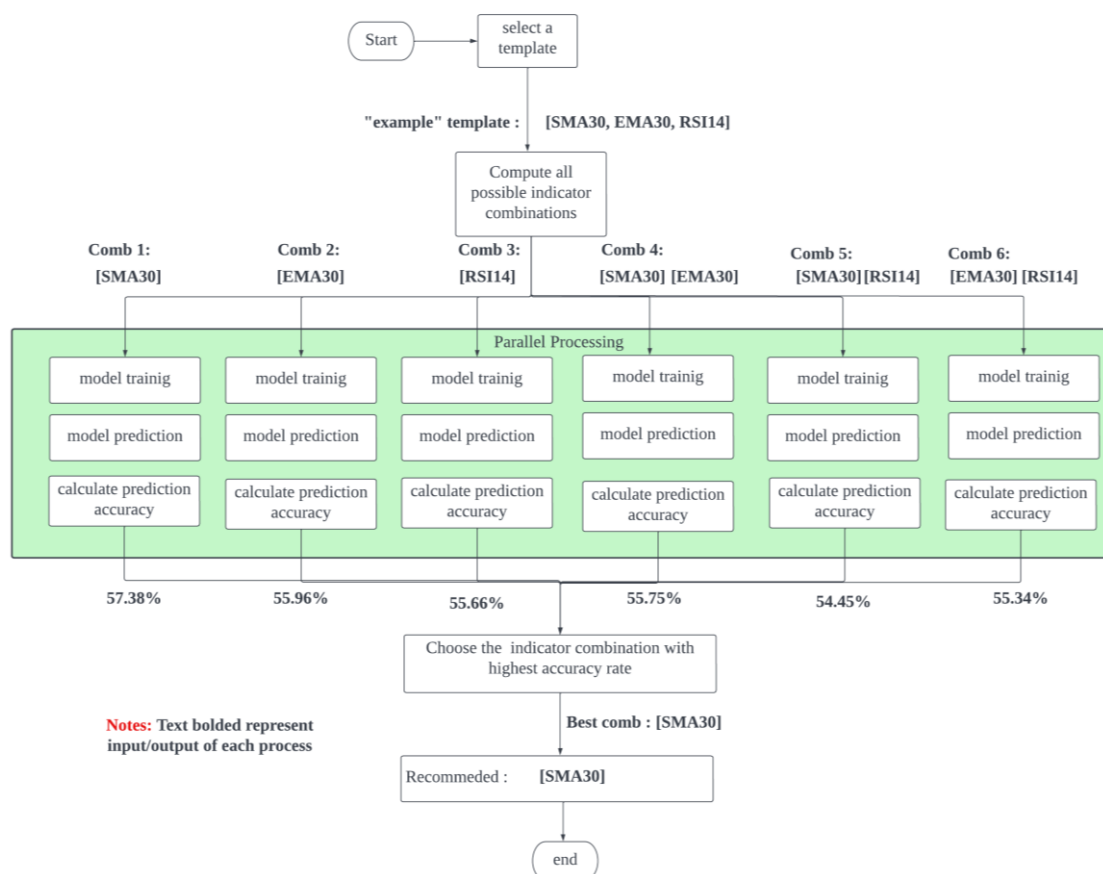 Start
select a
template
"example" template : [SMA30, EMA30, RSI14]
Compute all
possible indicator
combinations
Comb 1:
[SMA30]
Comb 2:
[EMA30]
Comb 3:
[RSI14]
Comb 4:
[SMA30] [EMA30]
Comb 5:
[SMA30] [RSI14]
Comb 6:
[EMA30] [RSI14]
Parallel Processing
model trainig
model prediction
calculate prediction
accuracy
model trainig
model prediction
calculate prediction
accuracy
model trainig
model prediction
calculate prediction
accuracy
model trainig
model prediction
calculate prediction
accuracy
model trainig
model prediction
calculate prediction
accuracy
model trainig
model prediction
calculate prediction
accuracy
57.38%
55.96%
55.66%
55.75%
54.45%
55.34%
Choose the indicator combination with
highest accuracy rate
Notes: Text bolded represent
input/output of each process
Best comb : [SMA30]
Recommeded : [SMA30]
end